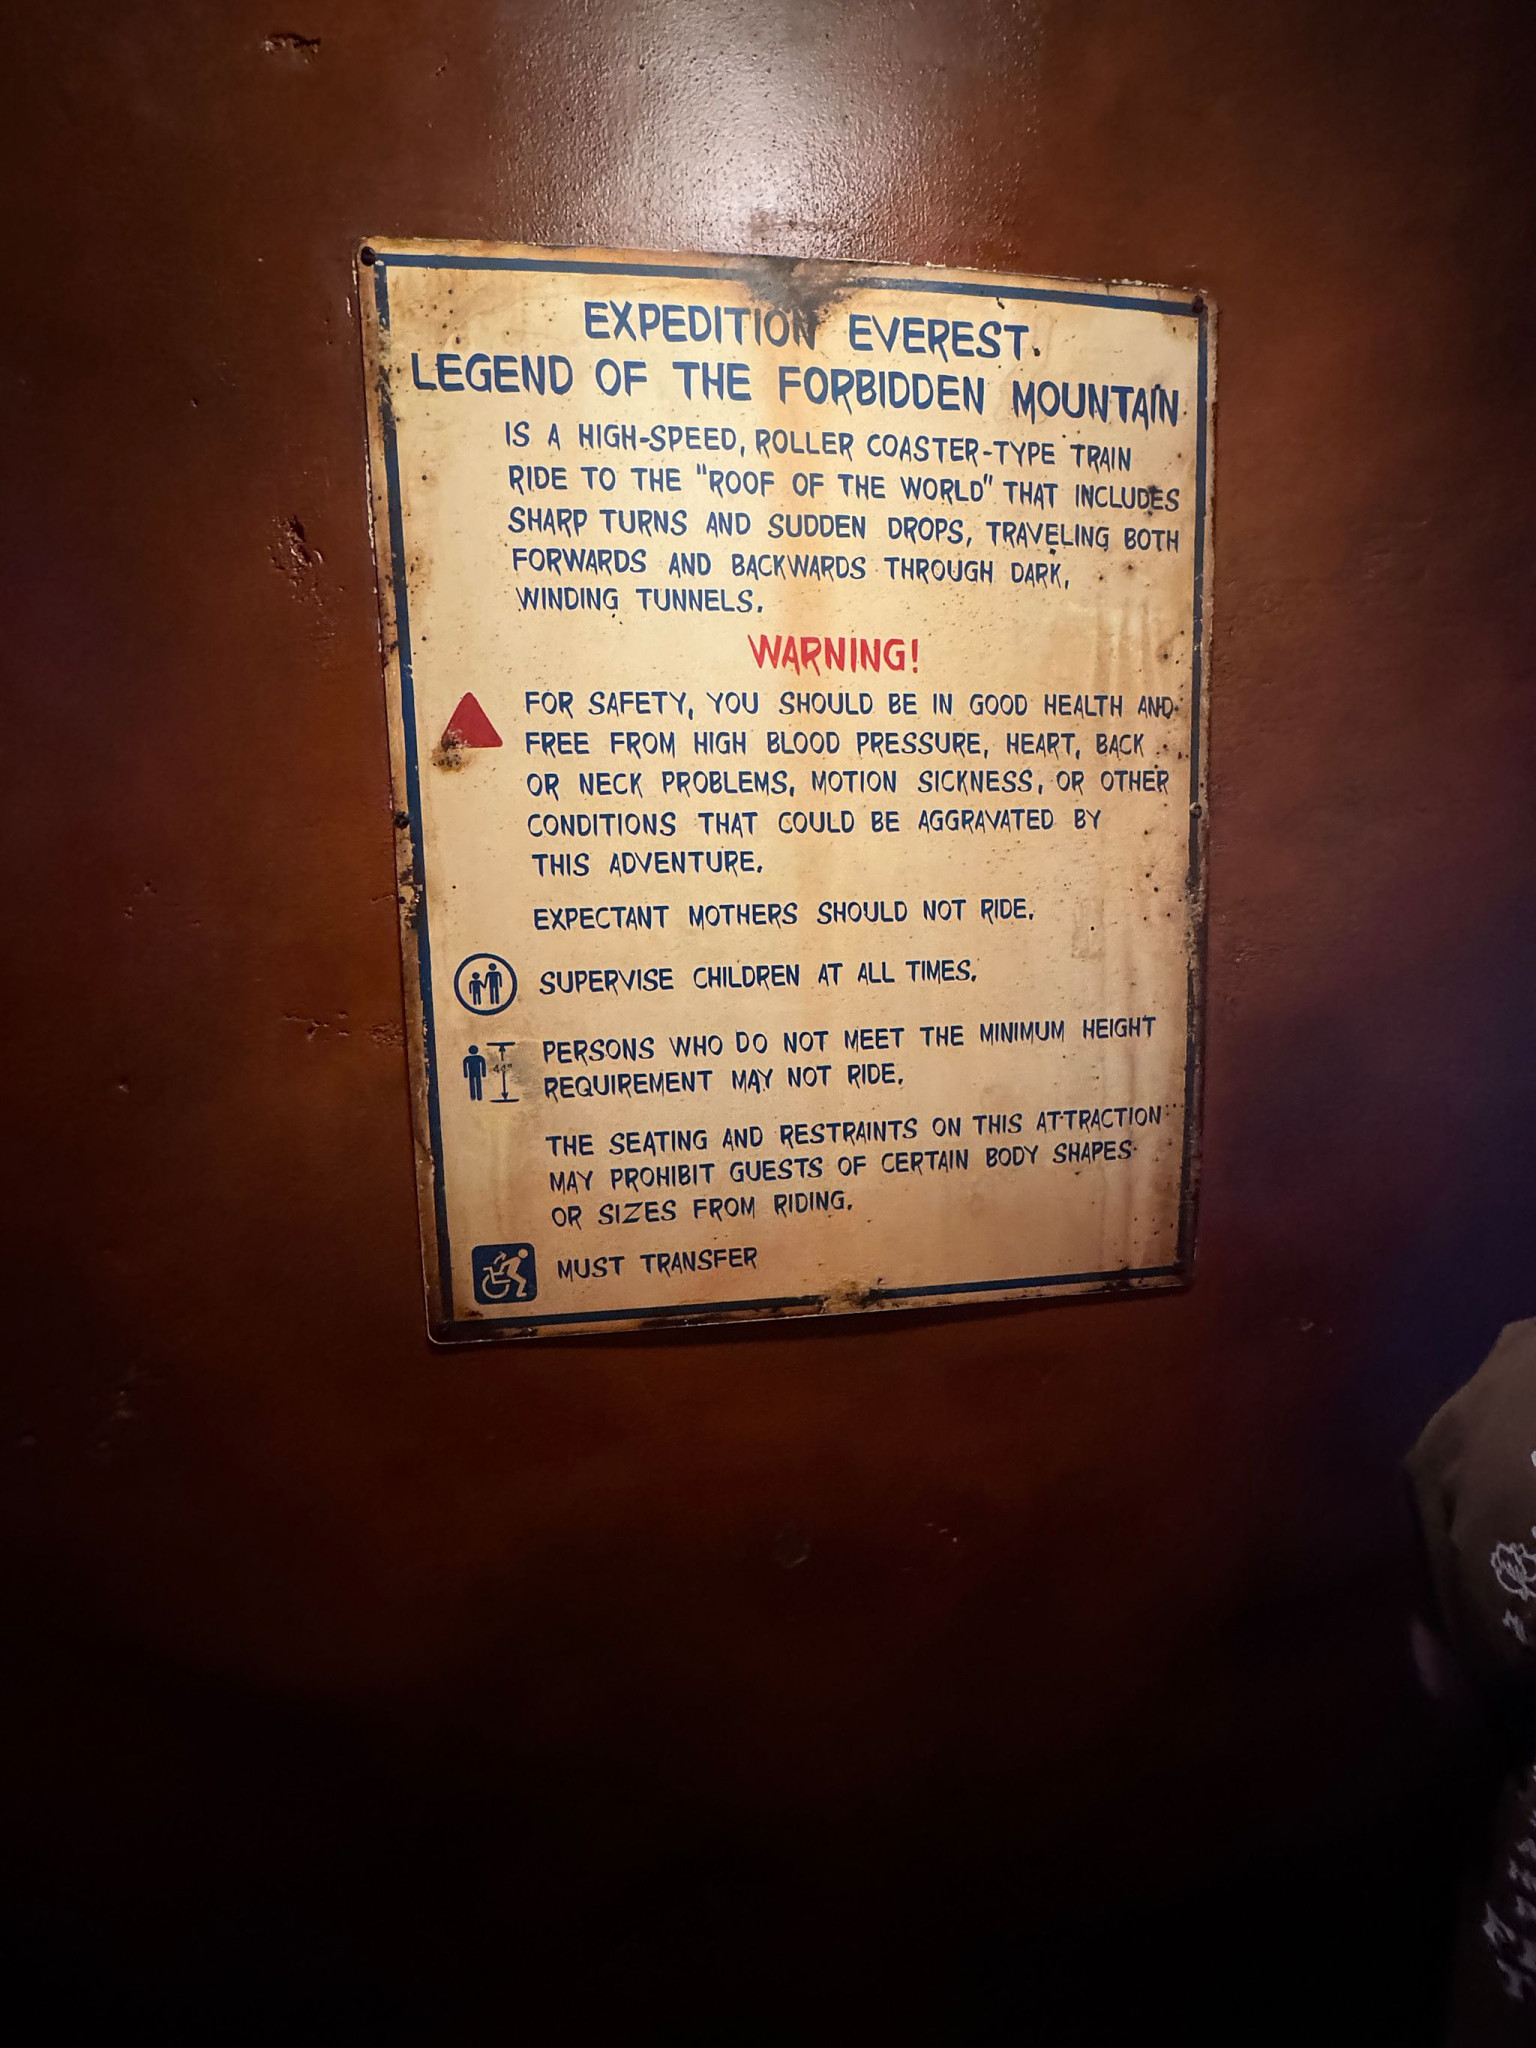 EXPEDITION EVEREST
LEGEND OF THE FORBIDDEN MOUNTAIN
IS A HIGH-SPEED, ROLLER COASTER-TYPE TRAIN
RIDE TO THE "ROOF OF THE WORLD" THAT INCLUDES
SHARP TURNS AND SUDDEN DROPS, TRAVELING BOTH
FORWARDS AND BACKWARDS THROUGH DARK,
WINDING TUNNELS.
WARNING!
FOR SAFETY, YOU SHOULD BE IN GOOD HEALTH AND
FREE FROM HIGH BLOOD PRESSURE, HEART, BACK
OR NECK PROBLEMS, MOTION SICKNESS, OR OTHER
CONDITIONS THAT COULD BE AGGRAVATED BY
THIS ADVENTURE.
EXPECTANT MOTHERS SHOULD NOT RIDE.
SUPERVISE CHILDREN AT ALL TIMES.
44"
PERSONS WHO DO NOT MEET THE MINIMUM HEIGHT
REQUIREMENT MAY NOT RIDE.
THE SEATING AND RESTRAINTS ON THIS ATTRACTION
MAY PROHIBIT GUESTS OF CERTAIN BODY SHAPES
OR SIZES FROM RIDING.
MUST TRANSFER